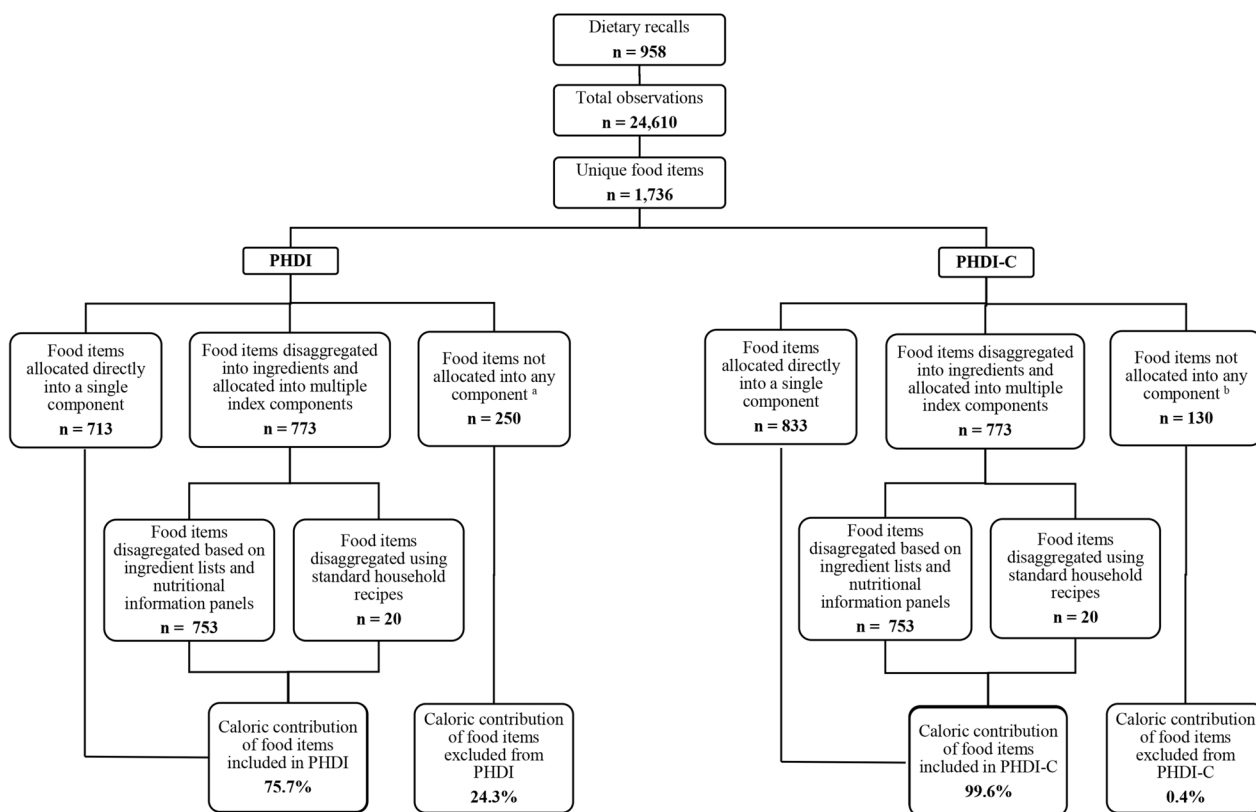 Dietary recalls
n = 958
Total observations
n = 24,610
Unique food items
n = 1,736
PHDI
PHDI-C
Food items
allocated directly
into a single
component
n = 713
Food items disaggregated
into ingredients and
allocated into multiple
index components
n = 773
Food items not
allocated into any
component a
n = 250
Food items
allocated directly
into a single
component
n = 833
Food items disaggregated
into ingredients and
allocated into multiple
index components
n = 773
Food items not
allocated into any
component b
n = 130
Food items
disagregated based on
ingredient lists and
nutritional
information panels
n = 753
Food items
disaggregated using
standard household
recipes
n = 20
Food items
disagregated based on
ingredient lists and
nutritional
information panels
n = 753
Food items
disaggregated using
standard household
recipes
n = 20
Caloric contribution
of food items
included in PHDI
75.7%
Caloric contribution
of food items
excluded from
PHDI
24.3%
Caloric contribution
of food items
included in PHDI-C
99.6%
Caloric contribution
of food items
excluded from
PHDI-C
0.4%